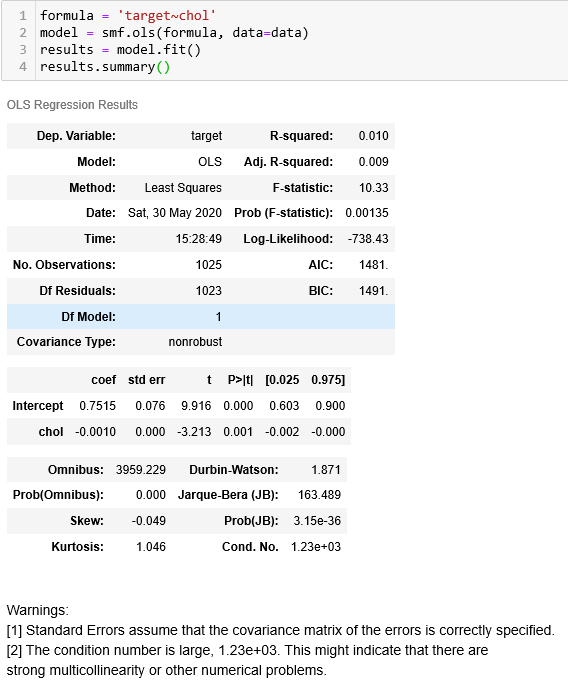 1 formula = 'target~chol'
2 model = smf.ols(formula, data=data)
3 results = model.fit()
4 results.summary()
OLS Regression Results
Dep. Variable: target R-squared: 0.010
Model: OLS Adj. R-squared: 0.009
Method: Least Squares F-statistic: 10.33
Date: Sat, 30 May 2020 Prob (F-statistic): 0.00135
Time: 15:28:49 Log-Likelihood: -738.43
No. Observations: 1025 AIC: 1481.
Df Residuals: 1023 BIC: 1491.
Df Model: 1
Covariance Type: nonrobust
coef std err t P>|t| [0.025 0.975]
Intercept 0.7515 0.076 9.916 0.000 0.603 0.900
chol -0.0010 0.000 -3.213 0.001 -0.002 -0.000
Omnibus: 3959.229 Durbin-Watson: 1.871
Prob(Omnibus): 0.000 Jarque-Bera (JB): 163.489
Skew: -0.049 Prob(JB): 3.15e-36
Kurtosis: 1.046 Cond. No. 1.23e+03
Warnings:
[1] Standard Errors assume that the covariance matrix of the errors is correctly specified.
[2] The condition number is large, 1.23e+03. This might indicate that there are
strong multicollinearity or other numerical problems.